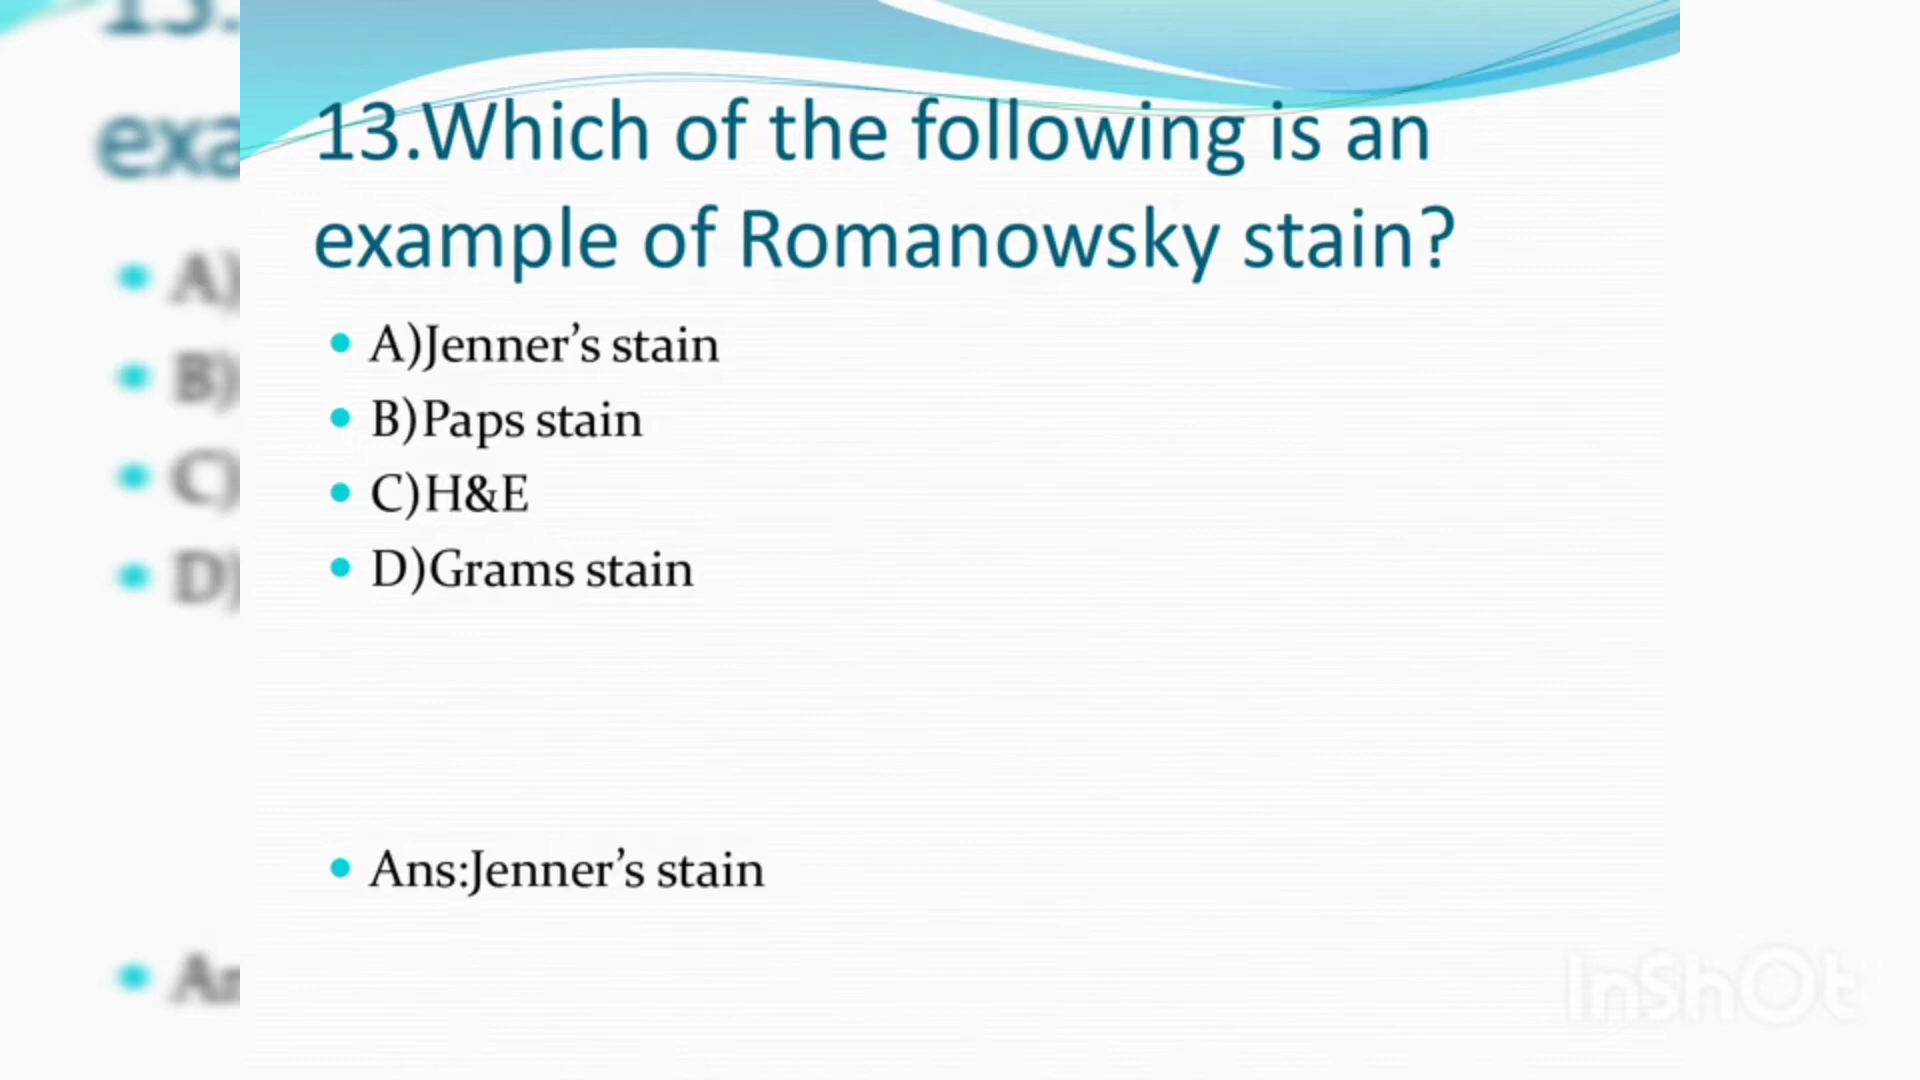 13.Which of the following is an
example of Romanowsky stain?
A)Jenner’s stain
B)Paps stain
C)H&E
D)Grams stain
Ans:Jenner’s stain
InShOt